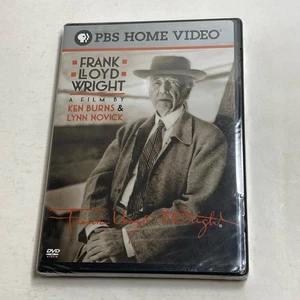 PBS HOME VIDEO
FRANK
LLOYD
WRIGHT
A FILM BY
KEN BURNS &
LYNN NOVICK
Frank Lloyd Wright
DVD